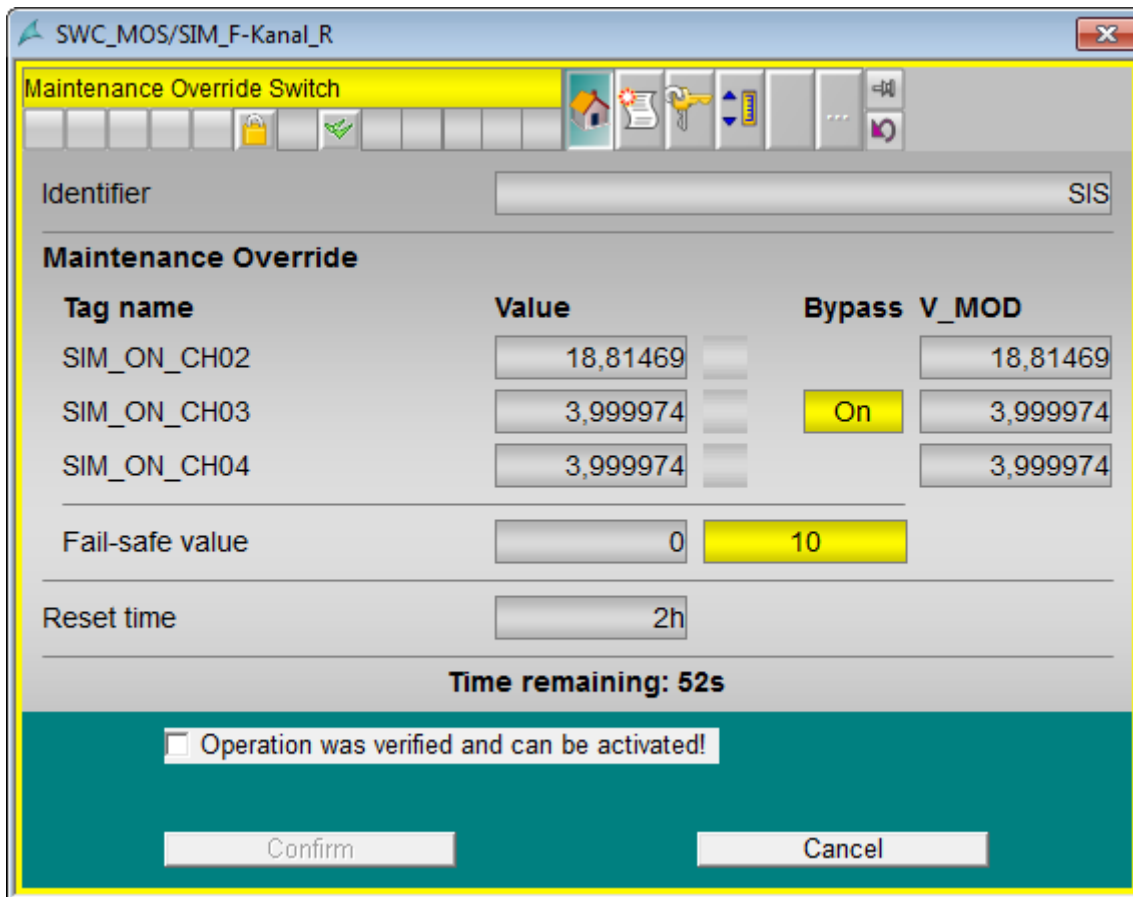 SWC_MOS/SIM_F-Kanal_R
Maintenance Override Switch
...
Identifier SIS
Maintenance Override
Tag name Value Bypass V_MOD
SIM_ON_CH02 18,81469 18,81469
SIM_ON_CH03 3,999974 On 3,999974
SIM_ON_CH04 3,999974 3,999974
Fail-safe value 0 10
Reset time 2h
Time remaining: 52s
Operation was verified and can be activated!
Confirm Cancel